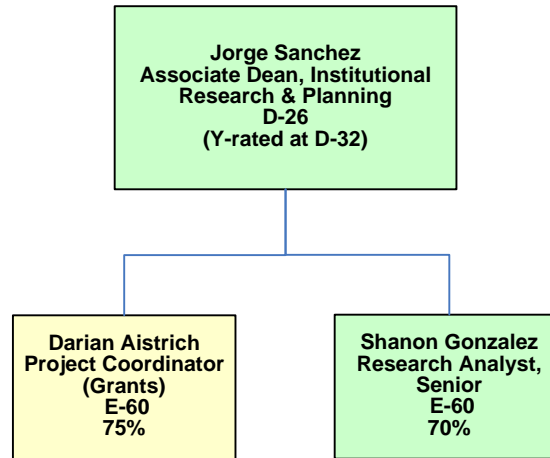 Jorge Sanchez
Associate Dean, Institutional
Research & Planning
D-26
(Y-rated at D-32)
Darian Aistrich
Project Coordinator
(Grants)
E-60
75%
Shanon Gonzalez
Research Analyst,
Senior
E-60
70%